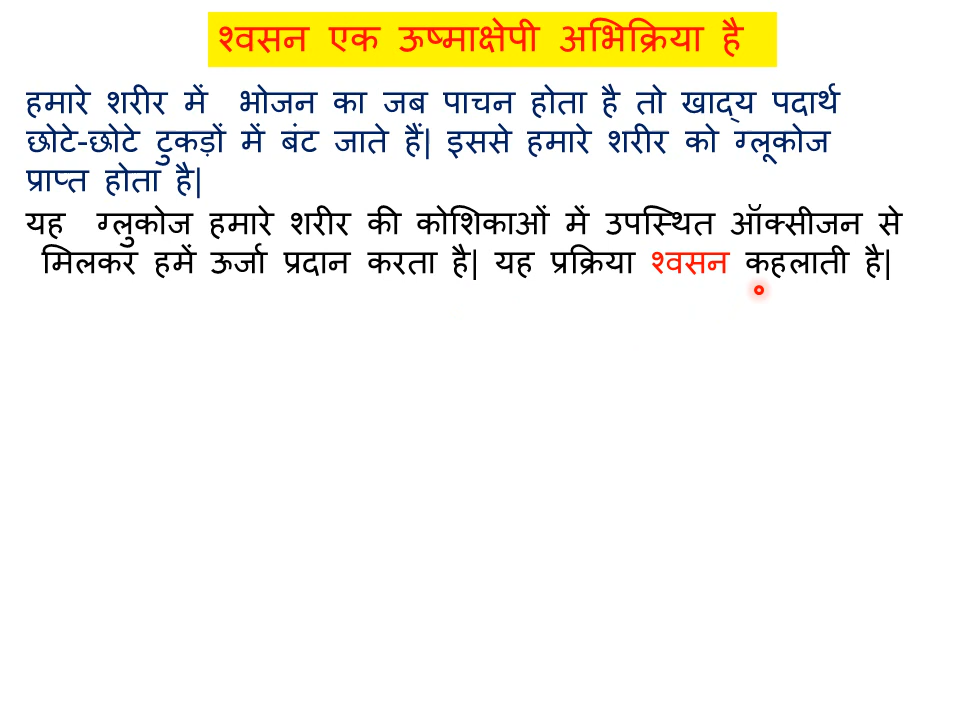 श्वसन एक ऊष्माक्षेपी अभिक्रिया है
हमारे शरीर में भोजन का जब पाचन होता है तो खाद्य पदार्थ
छोटे-छोटे टुकड़ों में बंट जाते हैं| इससे हमारे शरीर को ग्लूकोज
प्राप्त होता है|
यह ग्लुकोज हमारे शरीर की कोशिकाओं में उपस्थित ऑक्सीजन से
मिलकर हमें ऊर्जा प्रदान करता है| यह प्रक्रिया श्वसन कहलाती है|